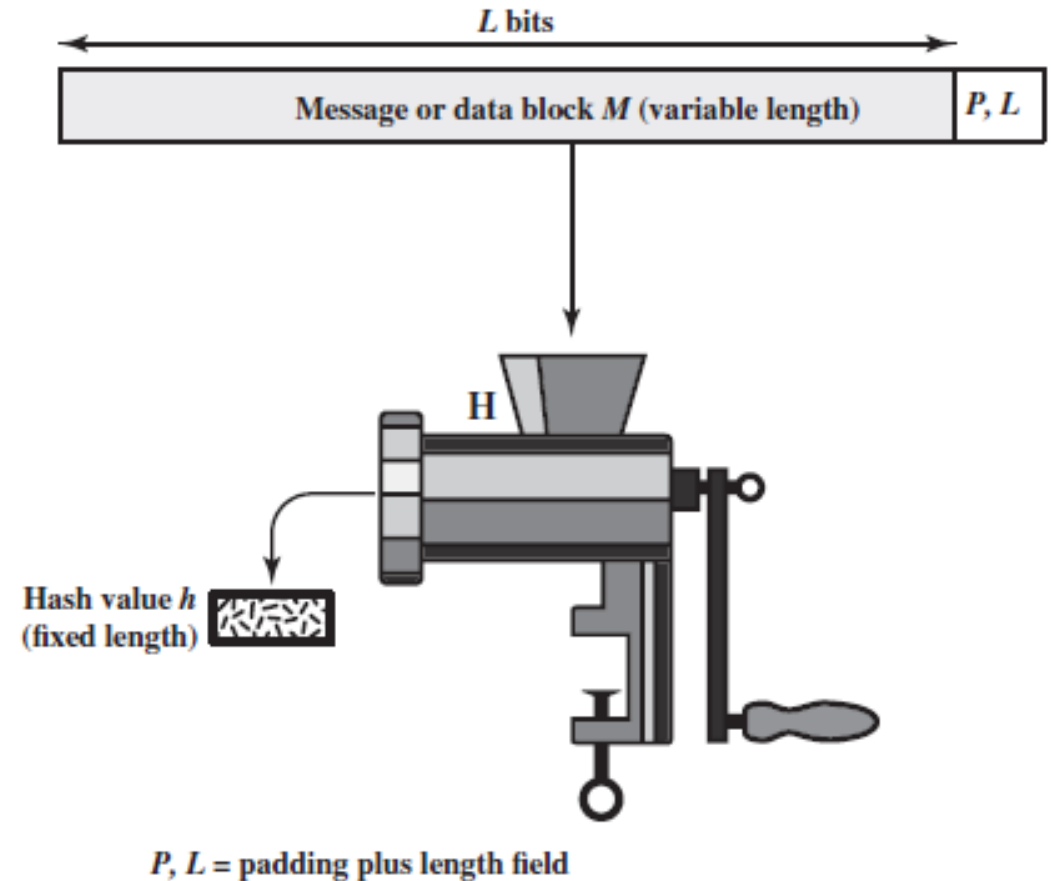 L bits
Message or data block M (variable length)
P, L
H
Hash value h
(fixed length)
P, L = padding plus length field